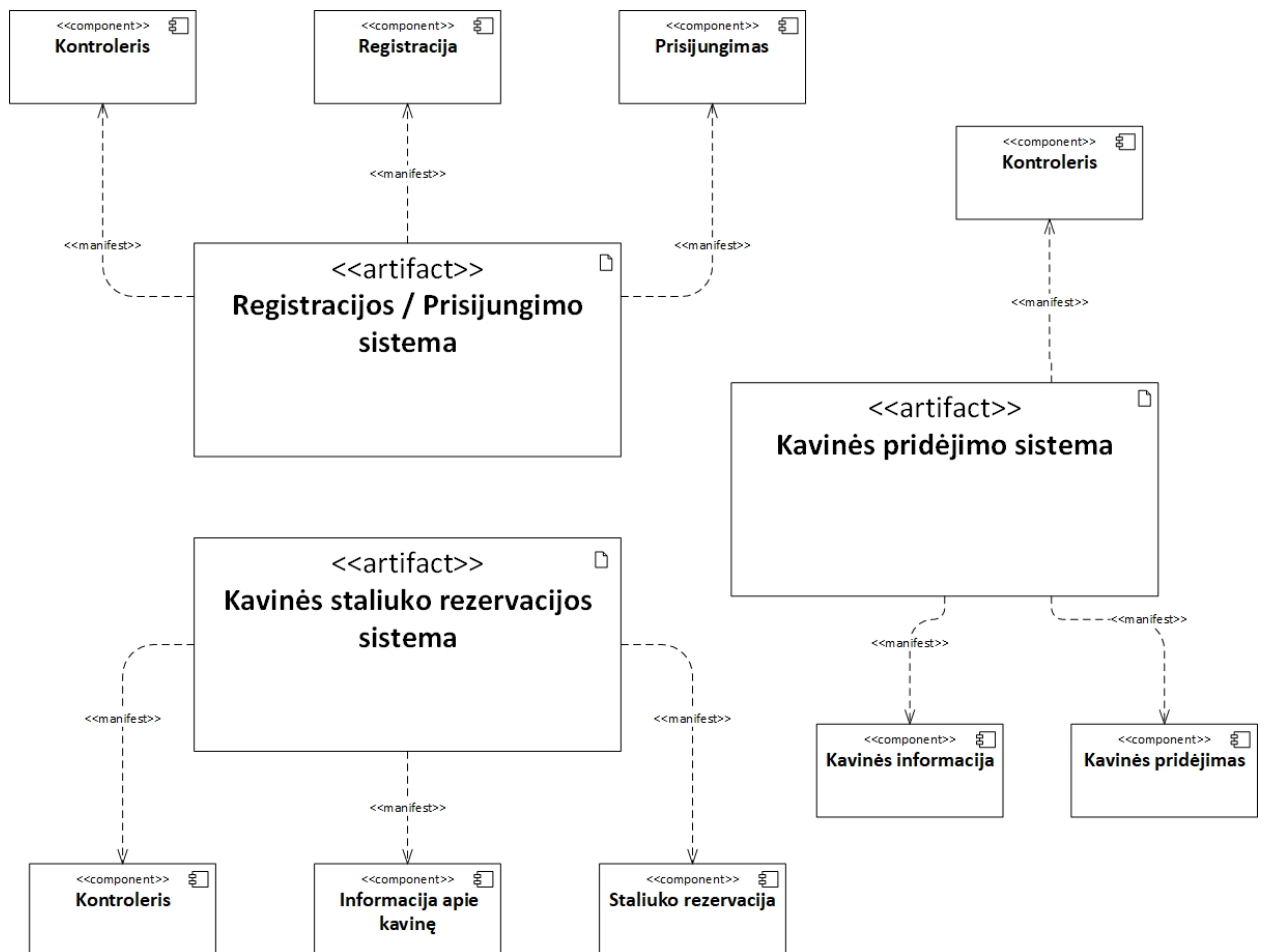 <<component>>
Kontroleris
<<component>>
Registracija
<<component>>
Prisijungimas
<<component>>
Kontroleris
<<manifest>>
<<manifest>>
<<manifest>>
<<manifest>>
<<artifact>>
Registracijos / Prisijungimo
sistema
<<artifact>>
Kavinės pridėjimo sistema
<<artifact>>
Kavinės staliuko rezervacijos
sistema
<<manifest>>
<<manifest>>
<<manifest>>
<<manifest>>
<<manifest>>
<<component>>
Kavinės informacija
<<component>>
Kavinės pridėjimas
<<component>>
Kontroleris
<<component>>
Informacija apie
kavinę
<<component>>
Staliuko rezervacija